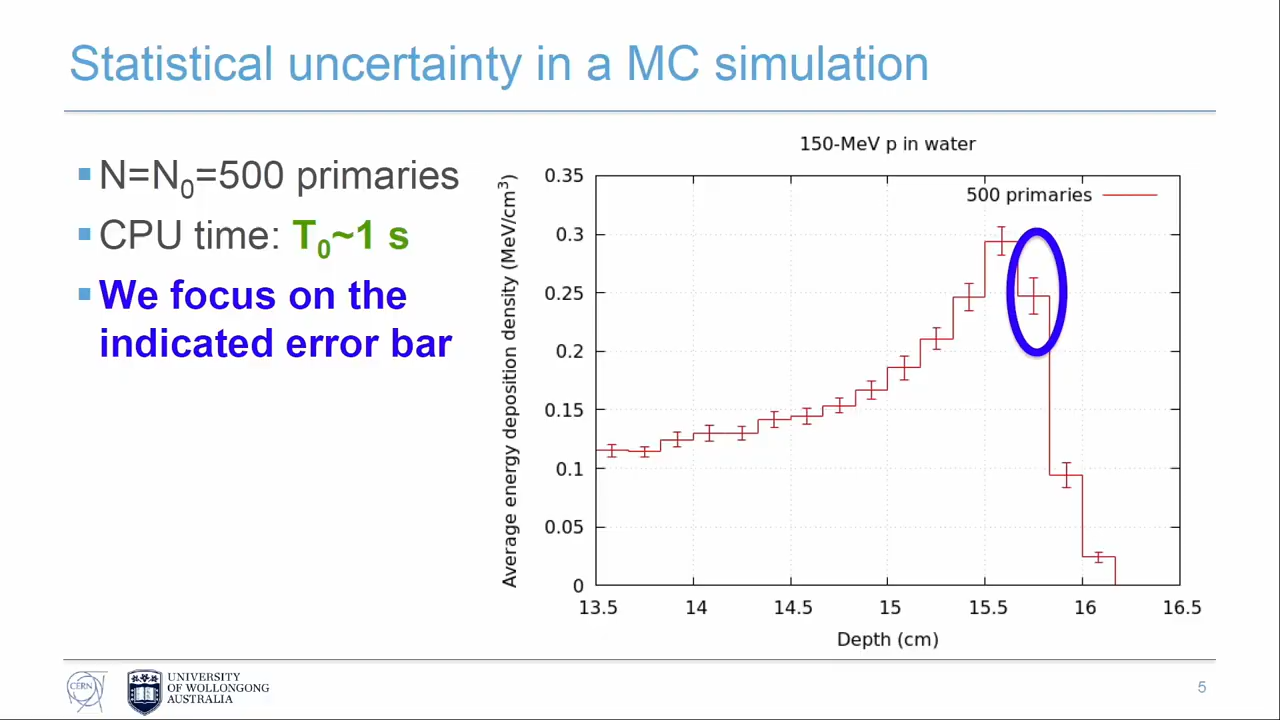 Statistical uncertainty in a MC simulation
N=N₀=500 primaries
CPU time: T₀~1 s
We focus on the
indicated error bar
150-MeV p in water
500 primaries
Average energy deposition density (MeV/cm³)
0.35
0.3
0.25
0.2
0.15
0.1
0.05
0
13.5 14 14.5 15 15.5 16 16.5
Depth (cm)
CERN
UNIVERSITY
OF WOLLONGONG
AUSTRALIA
5